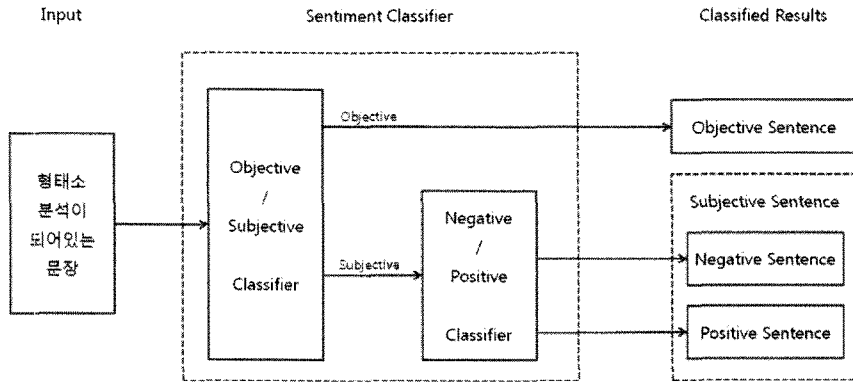 Input
Sentiment Classifier
Classified Results
형태소
분석이
되어있는
문장
Objective
/
Subjective
Classifier
Objective
Subjective
Negative
/
Positive
Classifier
Objective Sentence
Subjective Sentence
Negative Sentence
Positive Sentence